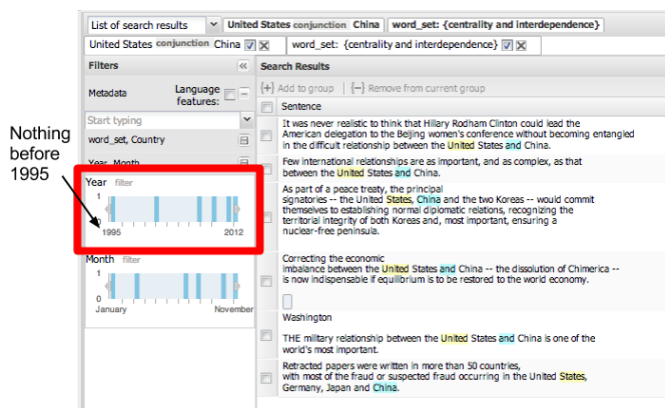 List of search results United States conjunction China word_set: {centrality and interdependence}
United States conjunction China word_set: {centrality and interdependence}
Filters «
Metadata Language features:
Start typing
word_set, Country
Year, Month
Nothing
before
1995
Year filter
1
1995 2012
Month filter
1
0
January November
Search Results
{+} Add to group {−} Remove from current group
Sentence
It was never realistic to think that Hillary Rodham Clinton could lead the
American delegation to the Beijing women's conference without becoming entangled
in the difficult relationship between the United States and China.
Few international relationships are as important, and as complex, as that
between the United States and China.
As part of a peace treaty, the principal
signatories -- the United States, China and the two Koreas -- would commit
themselves to establishing normal diplomatic relations, recognizing the
territorial integrity of both Koreas and, most important, ensuring a
nuclear-free peninsula.
Correcting the economic
imbalance between the United States and China -- the dissolution of Chimerica --
is now indispensable if equilibrium is to be restored to the world economy.
Washington
THE military relationship between the United States and China is one of the
world's most important.
Retracted papers were written in more than 50 countries,
with most of the fraud or suspected fraud occurring in the United States,
Germany, Japan and China.